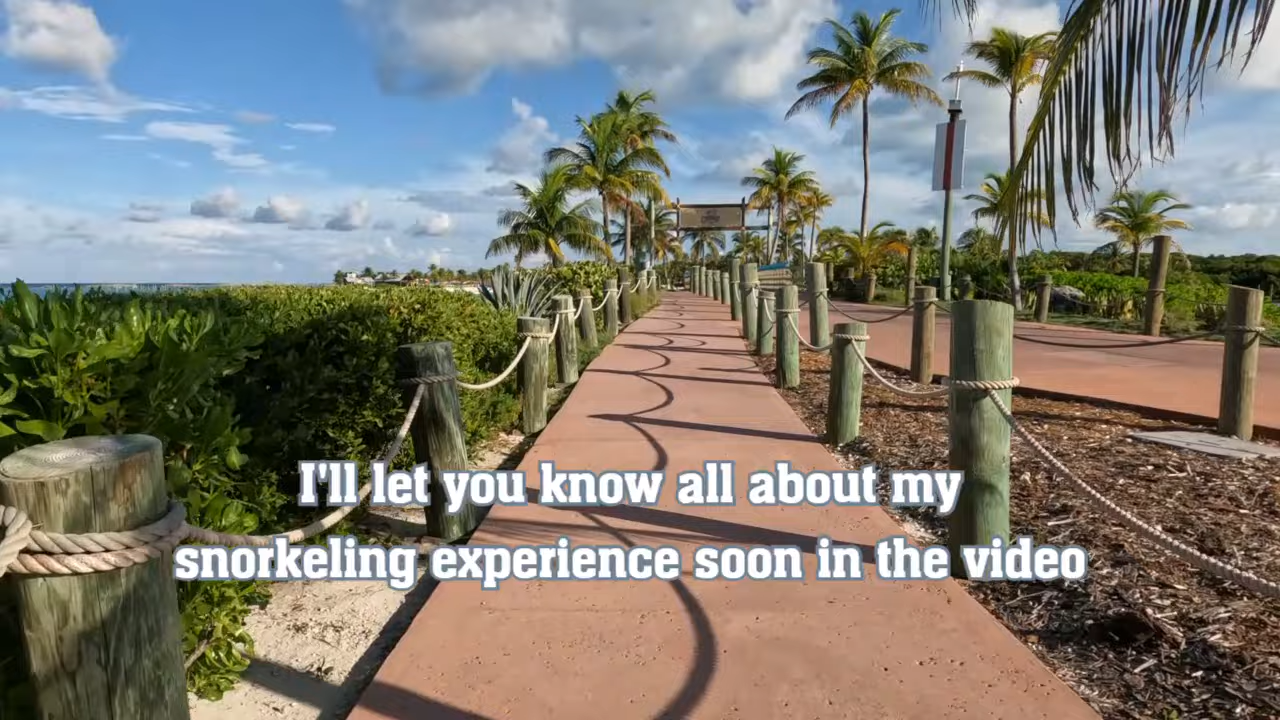 I'll let you know all about my
snorkeling experience soon in the video